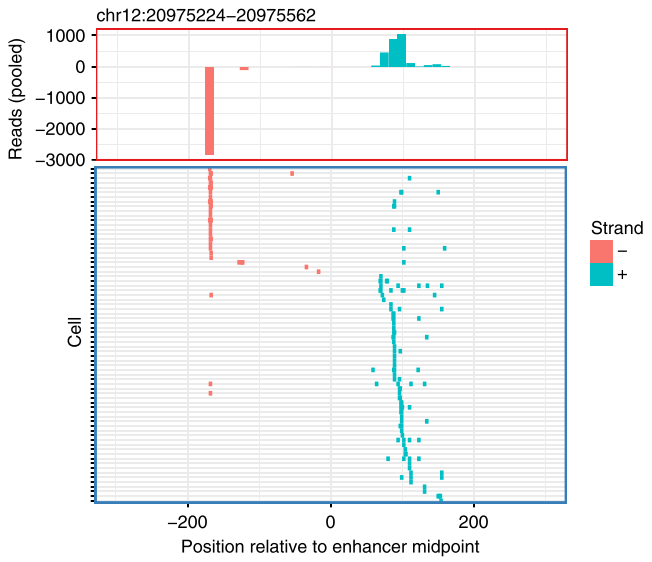 chr12:20975224−20975562
Reads (pooled)
1000
0
−1000
−2000
−3000
Cell
Strand
−
+
−200
0
200
Position relative to enhancer midpoint